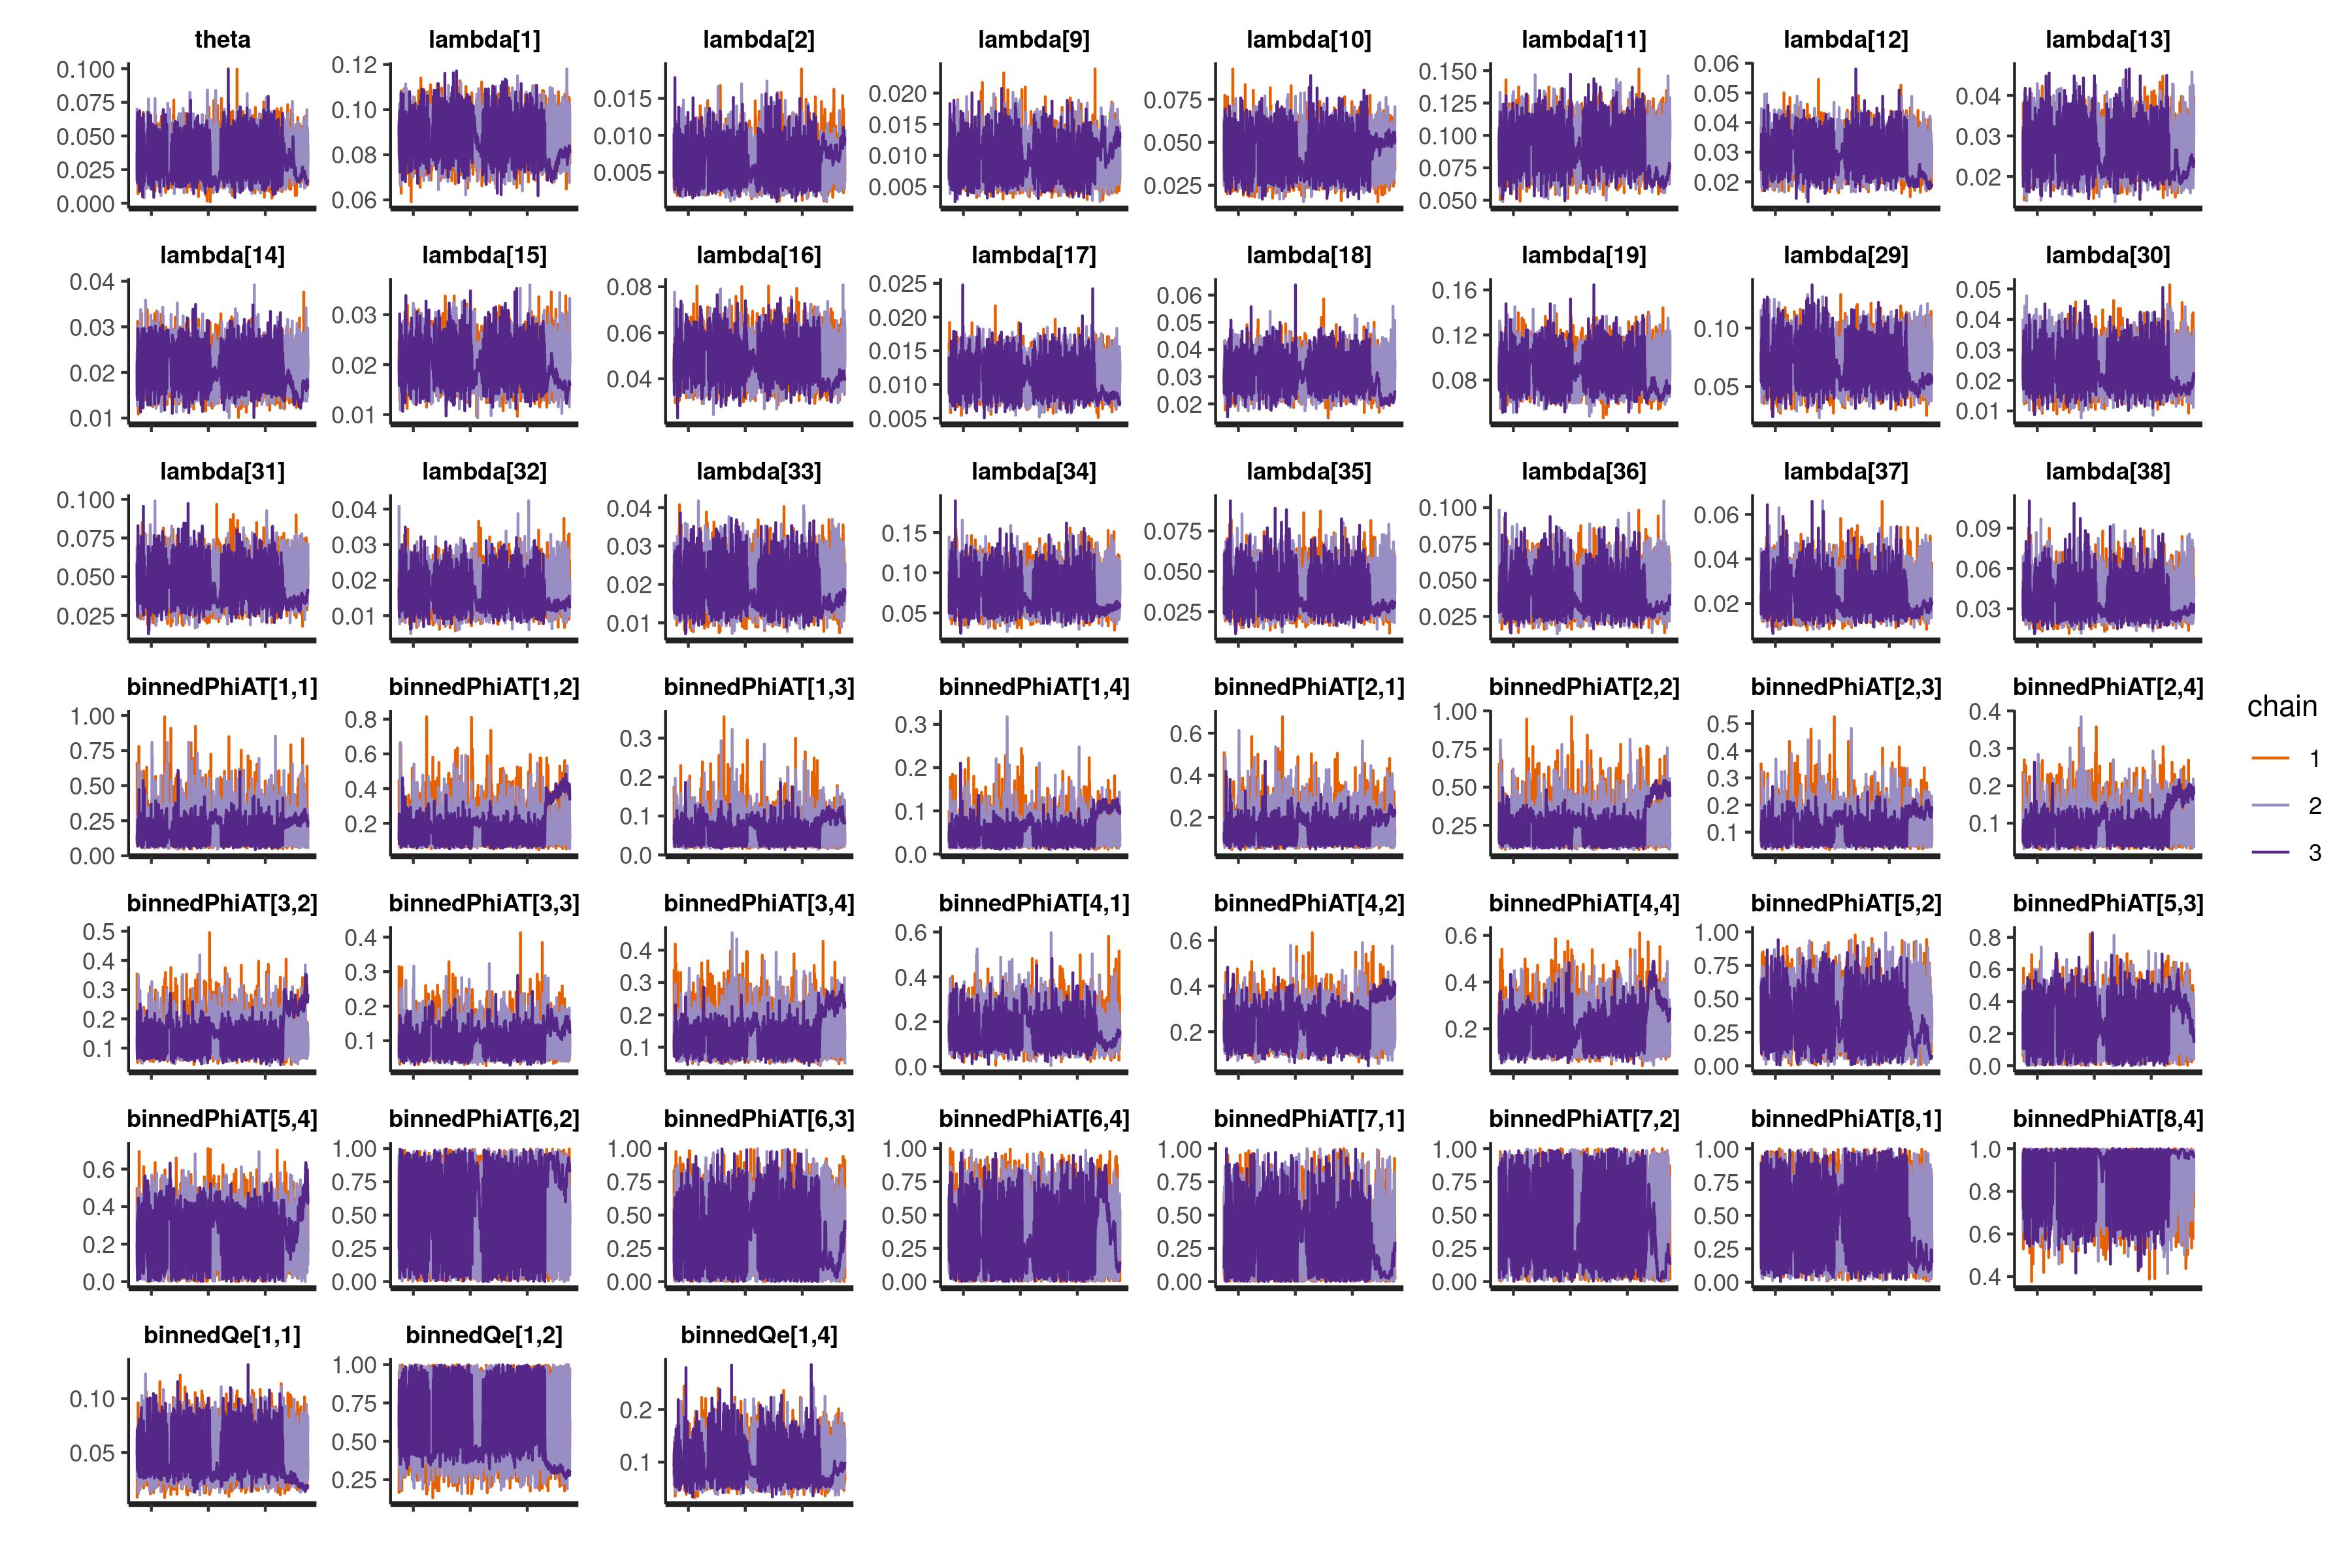 theta lambda[1] lambda[2] lambda[9] lambda[10] lambda[11] lambda[12] lambda[13]
0.100 0.075 0.050 0.025 0.000
0.12 0.10 0.08 0.06
0.015 0.010 0.005
0.020 0.015 0.010 0.005
0.075 0.050 0.025
0.150 0.125 0.100 0.075 0.050
0.06 0.05 0.04 0.03 0.02
0.04 0.03 0.02
lambda[14] lambda[15] lambda[16] lambda[17] lambda[18] lambda[19] lambda[29] lambda[30]
0.04 0.03 0.02 0.01
0.03 0.02 0.01
0.08 0.06 0.04
0.025 0.020 0.015 0.010 0.005
0.06 0.05 0.04 0.03 0.02
0.16 0.12 0.08
0.10 0.05
0.05 0.04 0.03 0.02 0.01
lambda[31] lambda[32] lambda[33] lambda[34] lambda[35] lambda[36] lambda[37] lambda[38]
0.100 0.075 0.050 0.025
0.04 0.03 0.02 0.01
0.04 0.03 0.02 0.01
0.15 0.10 0.05
0.075 0.050 0.025
0.100 0.075 0.050 0.025
0.06 0.04 0.02
0.09 0.06 0.03
binnedPhiAT[1,1] binnedPhiAT[1,2] binnedPhiAT[1,3] binnedPhiAT[1,4] binnedPhiAT[2,1] binnedPhiAT[2,2] binnedPhiAT[2,3] binnedPhiAT[2,4]
1.00 0.75 0.50 0.25 0.00
0.8 0.6 0.4 0.2
0.3 0.2 0.1 0.0
0.3 0.2 0.1 0.0
0.6 0.4 0.2
1.00 0.75 0.50 0.25
0.5 0.4 0.3 0.2 0.1
0.4 0.3 0.2 0.1
chain
1
2
3
binnedPhiAT[3,2] binnedPhiAT[3,3] binnedPhiAT[3,4] binnedPhiAT[4,1] binnedPhiAT[4,2] binnedPhiAT[4,4] binnedPhiAT[5,2] binnedPhiAT[5,3]
0.5 0.4 0.3 0.2 0.1
0.4 0.3 0.2 0.1
0.4 0.3 0.2 0.1
0.6 0.4 0.2 0.0
0.6 0.4 0.2
0.6 0.4 0.2
1.00 0.75 0.50 0.25 0.00
0.8 0.6 0.4 0.2 0.0
binnedPhiAT[5,4] binnedPhiAT[6,2] binnedPhiAT[6,3] binnedPhiAT[6,4] binnedPhiAT[7,1] binnedPhiAT[7,2] binnedPhiAT[8,1] binnedPhiAT[8,4]
0.6 0.4 0.2 0.0
1.00 0.75 0.50 0.25 0.00
1.00 0.75 0.50 0.25 0.00
1.00 0.75 0.50 0.25 0.00
1.00 0.75 0.50 0.25 0.00
1.00 0.75 0.50 0.25 0.00
1.00 0.75 0.50 0.25 0.00
1.0 0.8 0.6 0.4
binnedQe[1,1] binnedQe[1,2] binnedQe[1,4]
0.10 0.05
1.00 0.75 0.50 0.25
0.2 0.1